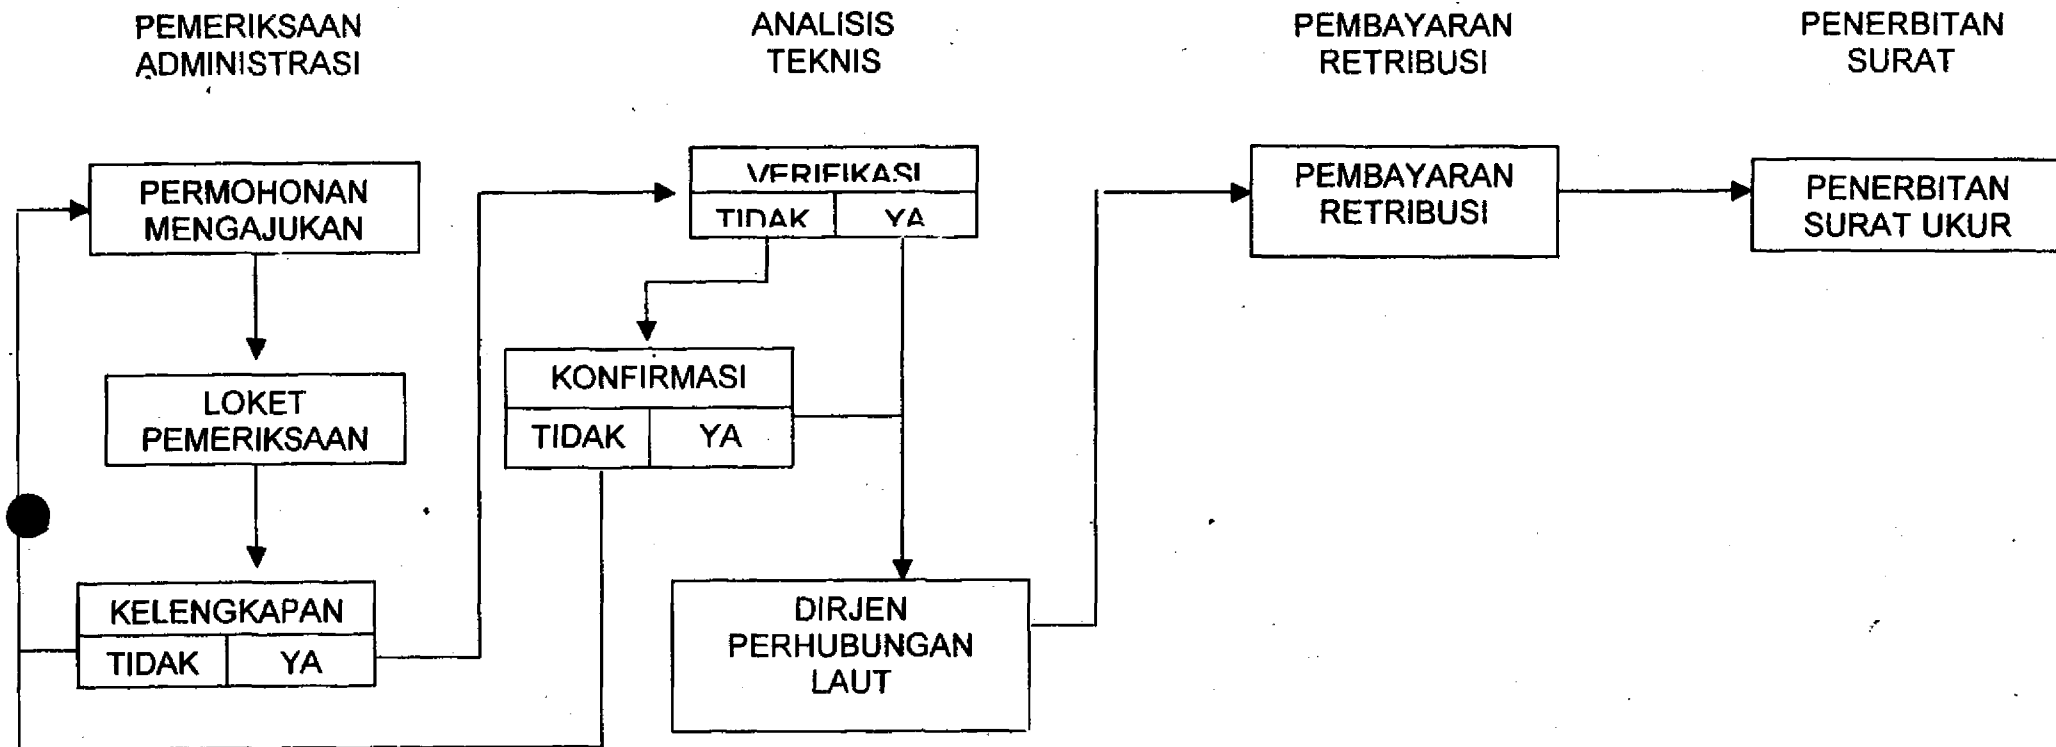 PEMERIKSAAN
ADMINISTRASI
ANALISIS
TEKNIS
PEMBAYARAN
RETRIBUSI
PENERBITAN
SURAT
PERMOHONAN
MENGAJUKAN
LOKET
PEMERIKSAAN
KELENGKAPAN
TIDAK
YA
VERIFIKASI
TIDAK
YA
KONFIRMASI
TIDAK
YA
DIRJEN
PERHUBUNGAN
LAUT
PEMBAYARAN
RETRIBUSI
PENERBITAN
SURAT UKUR